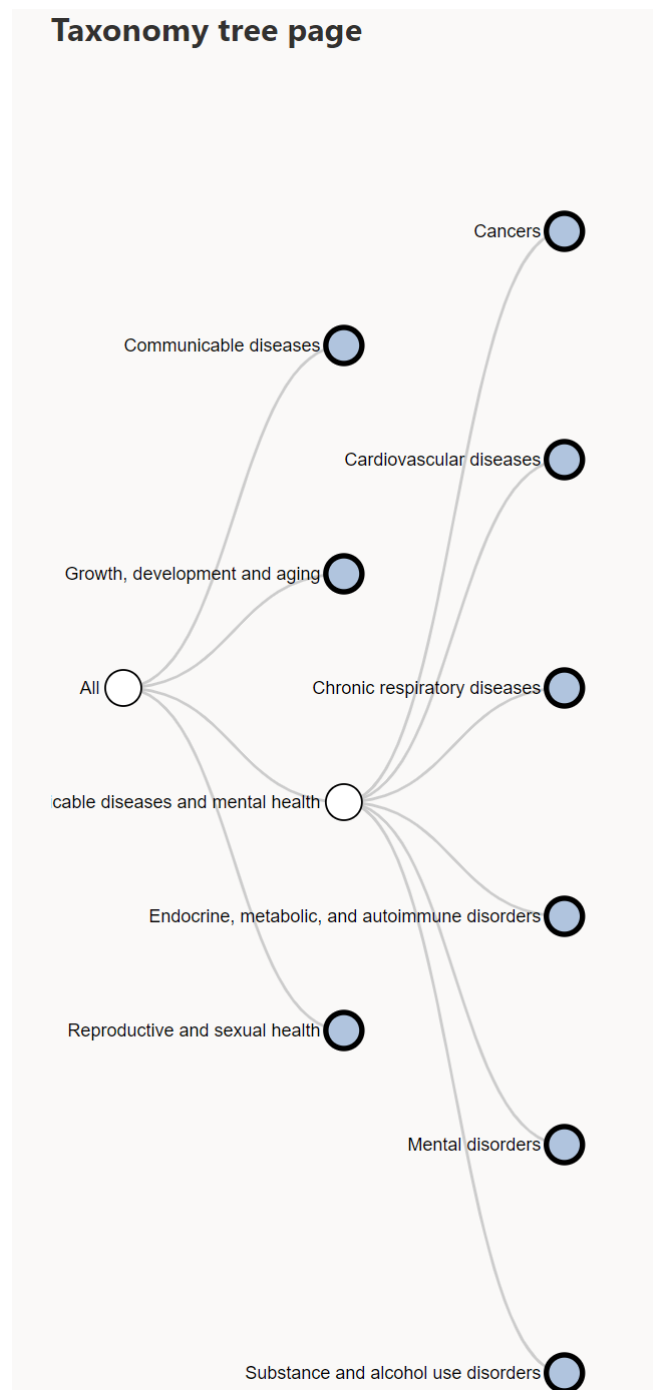 Taxonomy tree page
Cancers
Communicable diseases
Cardiovascular diseases
Growth, development and aging
All
Chronic respiratory diseases
diseases and mental health
Endocrine, metabolic, and autoimmune disorders
Reproductive and sexual health
Mental disorders
Substance and alcohol use disorders